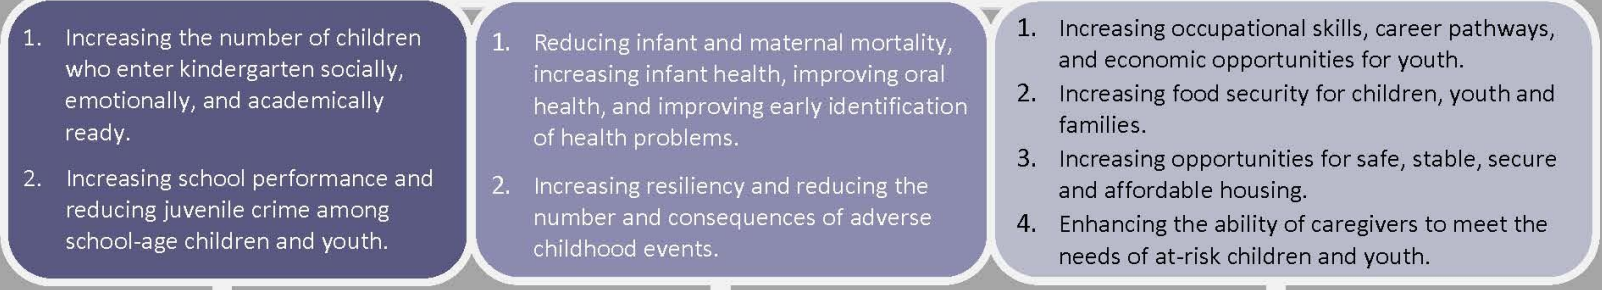 1. Increasing the number of children
who enter kindergarten socially,
emotionally, and academically
ready.
2. Increasing school performance and
reducing juvenile crime among
school-age children and youth.
1. Reducing infant and maternal mortality,
increasing infant health, improving oral
health, and improving early identification
of health problems.
2. Increasing resiliency and reducing the
number and consequences of adverse
childhood events.
1. Increasing occupational skills, career pathways,
and economic opportunities for youth.
2. Increasing food security for children, youth and
families.
3. Increasing opportunities for safe, stable, secure
and affordable housing.
4. Enhancing the ability of caregivers to meet the
needs of at-risk children and youth.